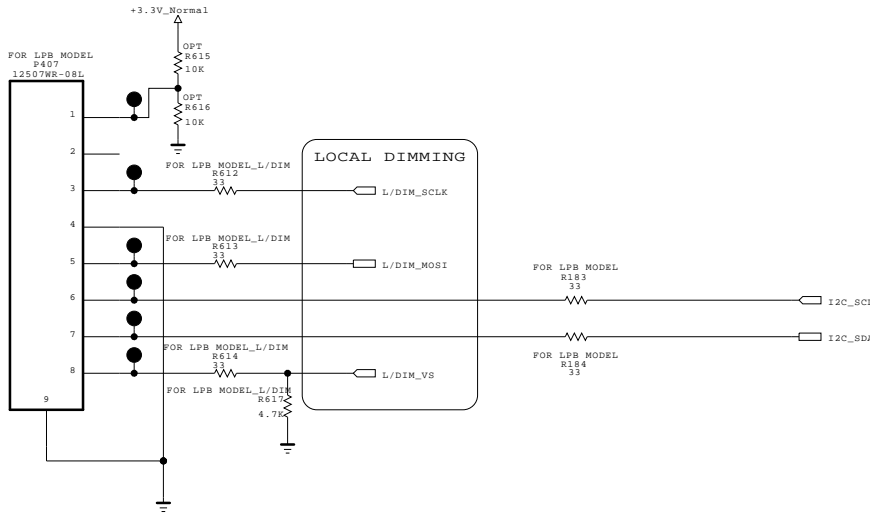 +3.3V_Normal
OPT
R615
10K
FOR LPB MODEL
P407
12507WR-08L
OPT
R616
10K
1
2
3
4
5
6
7
8
9
LOCAL DIMMING
FOR LPB MODEL_L/DIM
R612
33
L/DIM_SCLK
FOR LPB MODEL_L/DIM
R613
33
L/DIM_MOSI
FOR LPB MODEL
R183
33
I2C_SCL
I2C_SDA
FOR LPB MODEL
R184
33
FOR LPB MODEL_L/DIM
R614
33
L/DIM_VS
FOR LPB MODEL_L/DIM
R617
4.7K